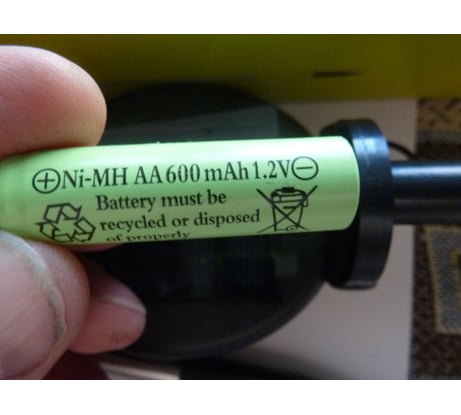 ⊕Ni-MH AA 600 mAh 1.2V⊖
Battery must be
recycled or disposed
of properly